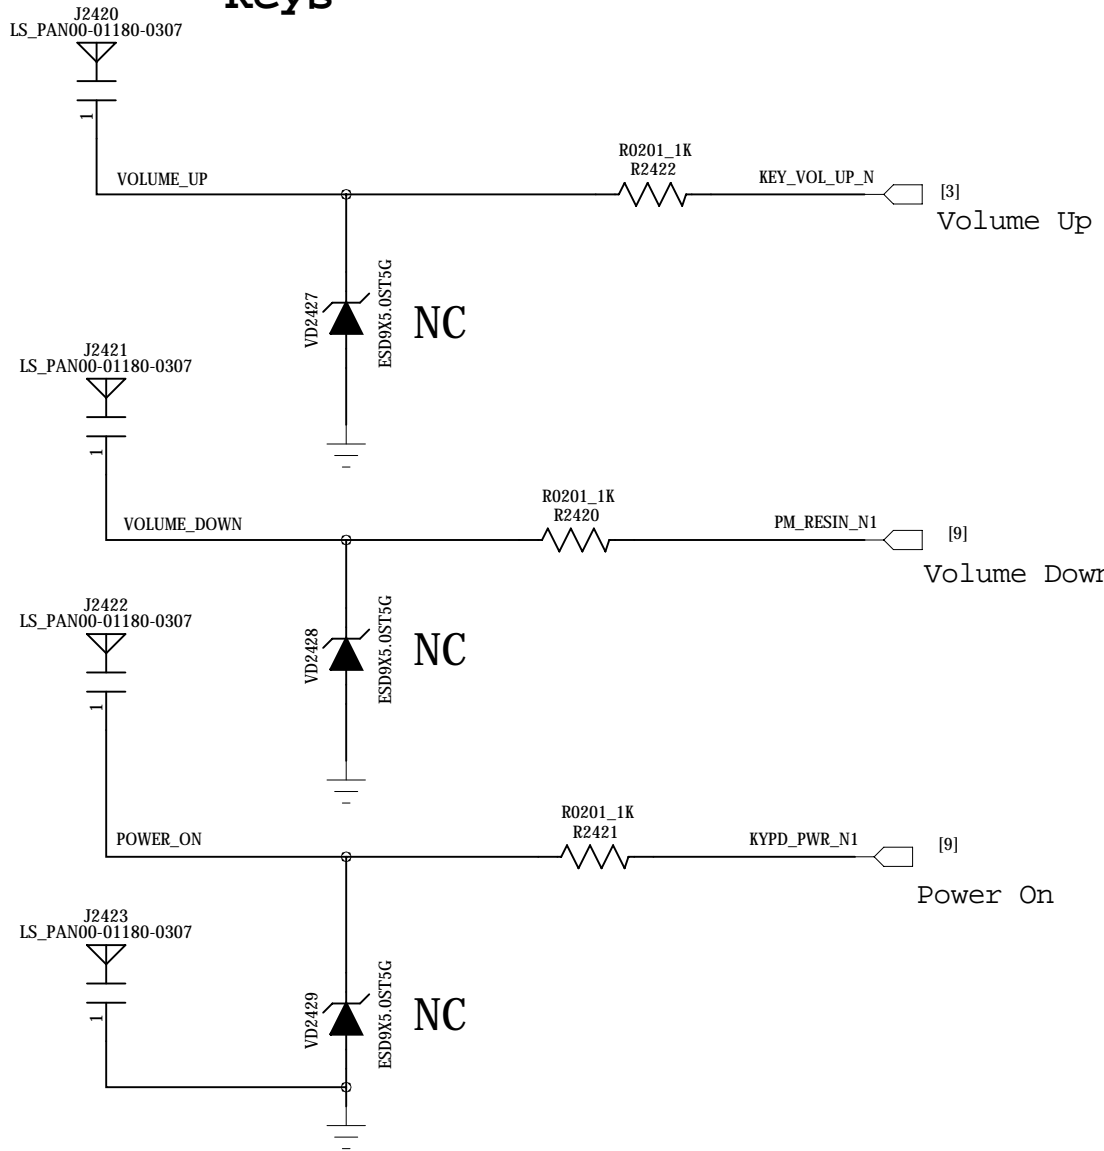 Keys
J2420
LS_PAN00-01180-0307
1
VOLUME_UP
R0201_1K
R2422
KEY_VOL_UP_N
[3]
Volume Up
VD2427
ESD9X5.0ST5G
NC
J2421
LS_PAN00-01180-0307
1
VOLUME_DOWN
R0201_1K
R2420
PM_RESIN_N1
[9]
Volume Down
J2422
LS_PAN00-01180-0307
1
VD2428
ESD9X5.0ST5G
NC
POWER_ON
R0201_1K
R2421
KYPD_PWR_N1
[9]
Power On
J2423
LS_PAN00-01180-0307
1
VD2429
ESD9X5.0ST5G
NC